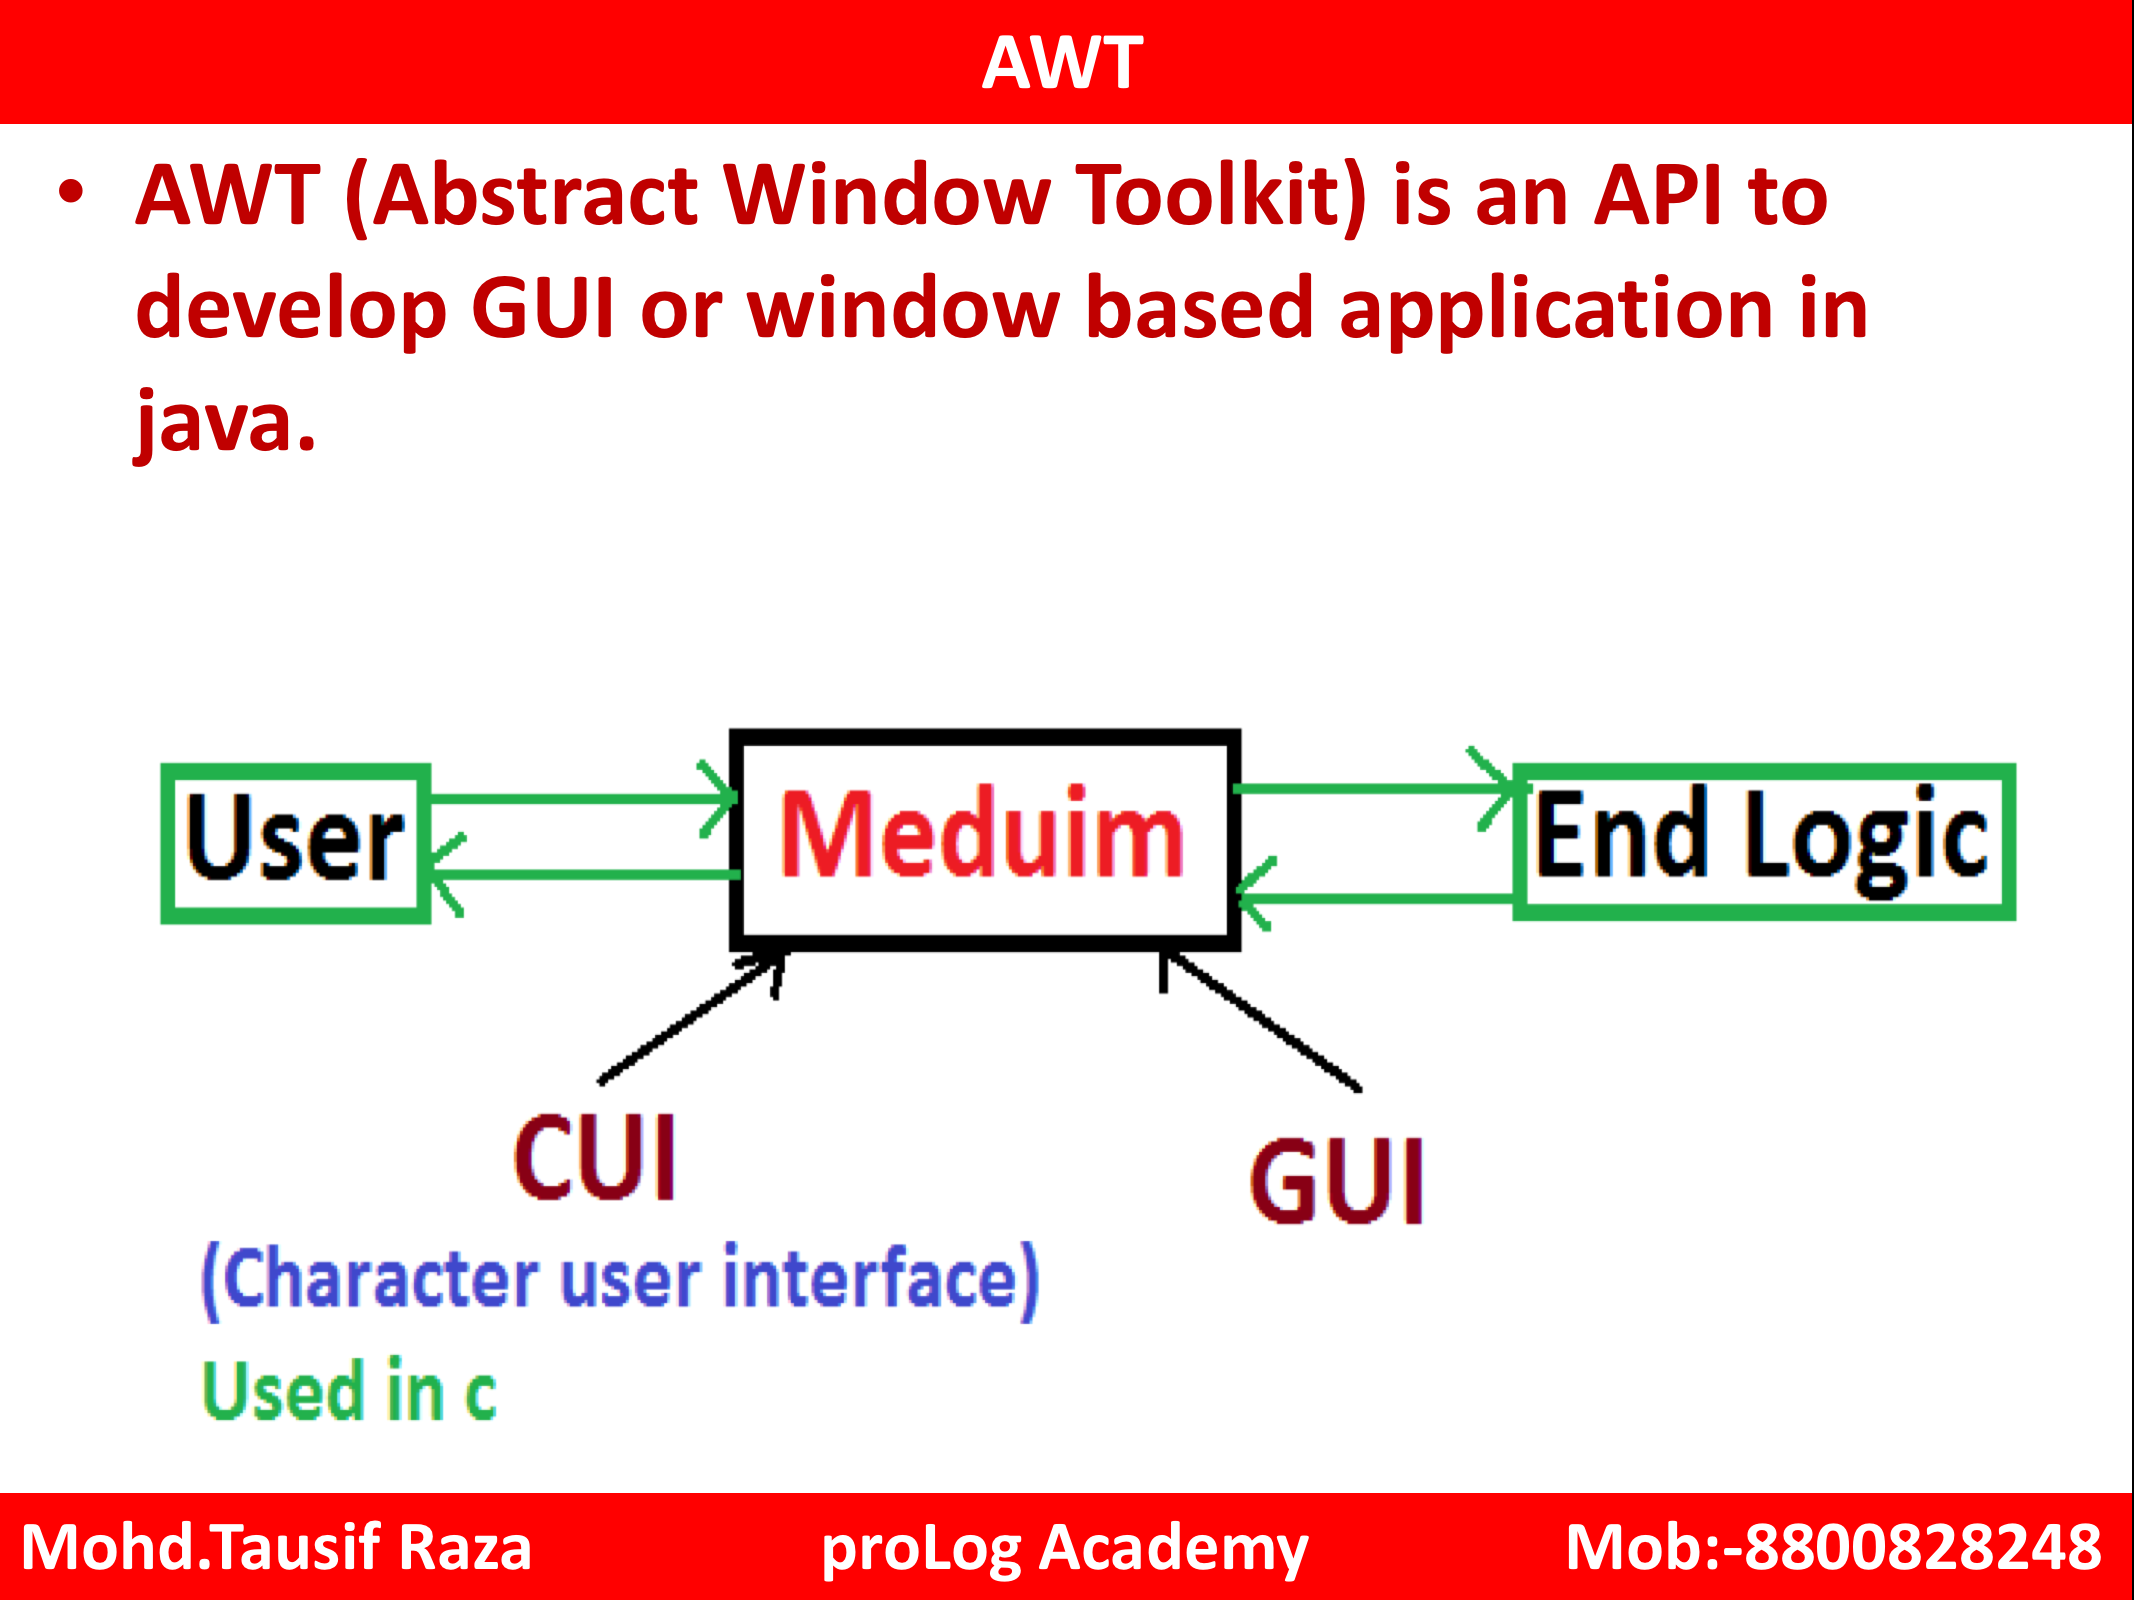 AWT
• AWT (Abstract Window Toolkit) is an API to
develop GUI or window based application in
java.
User
Meduim
End Logic
CUI
GUI
(Character user interface)
Used in c
Mohd.Tausif Raza proLog Academy Mob:-8800828248